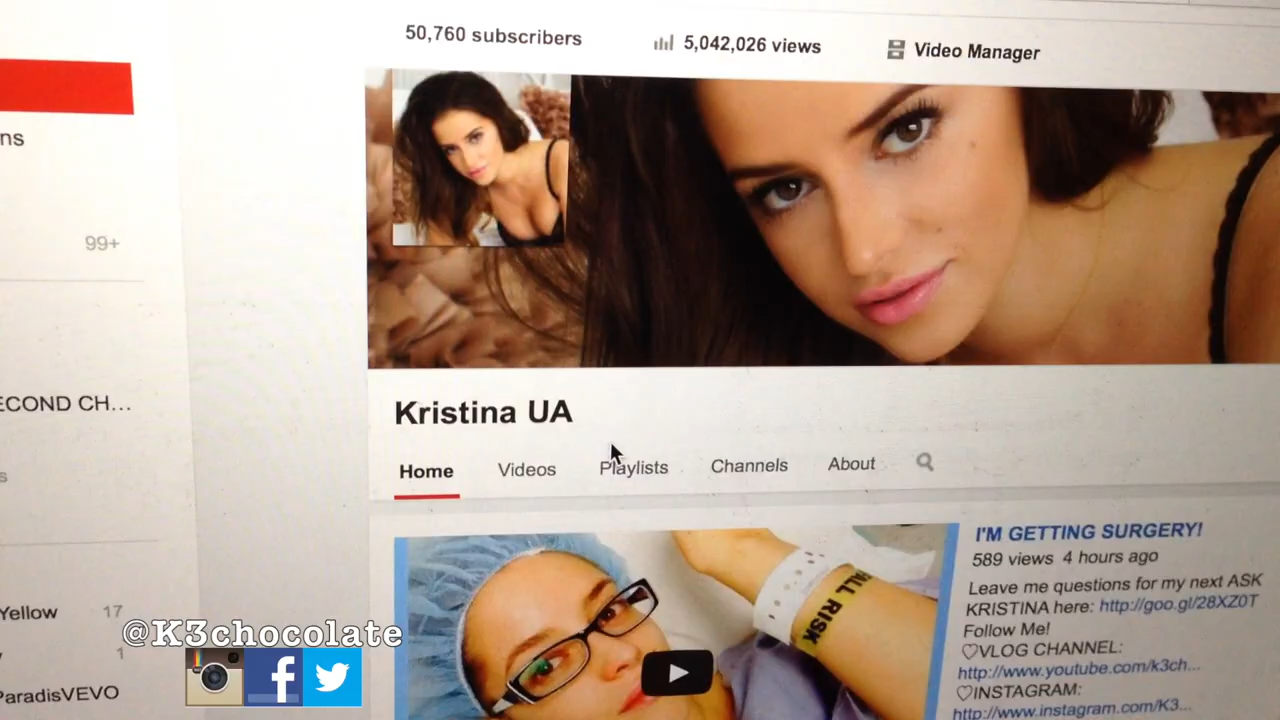 50,760 subscribers
5,042,026 views
Video Manager
ns
99+
ECOND CH...
s
Yellow 17
1
ParadisVEVO
Kristina UA
Home Videos Playlists Channels About
I'M GETTING SURGERY!
589 views 4 hours ago
Leave me questions for my next ASK
KRISTINA here: http://goo.gl/28XZ0T
Follow Me!
♡VLOG CHANNEL:
http://www.youtube.com/k3ch...
♡INSTAGRAM:
http://www.instagram.com/K3...
FALL RISK
@K3chocolate